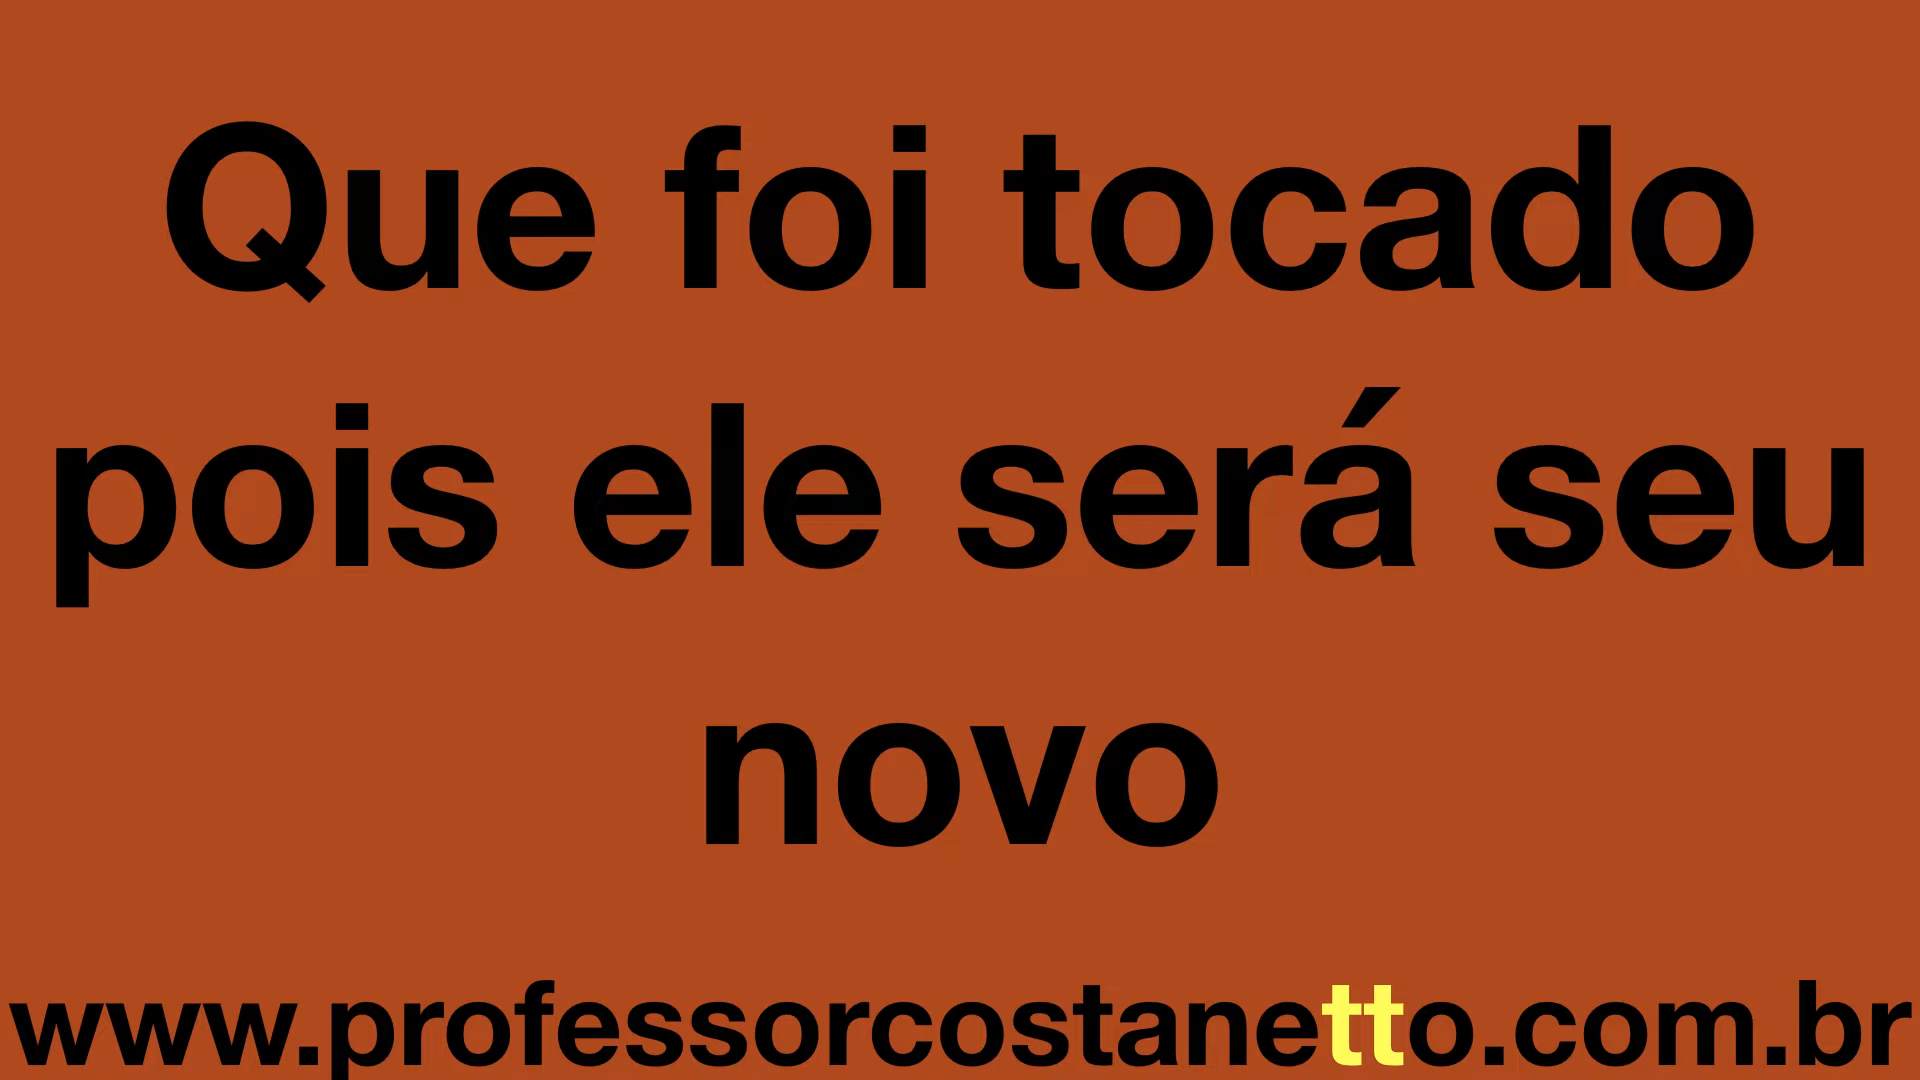 Que foi tocado
pois ele será seu
novo
www.professorcostanetto.com.br